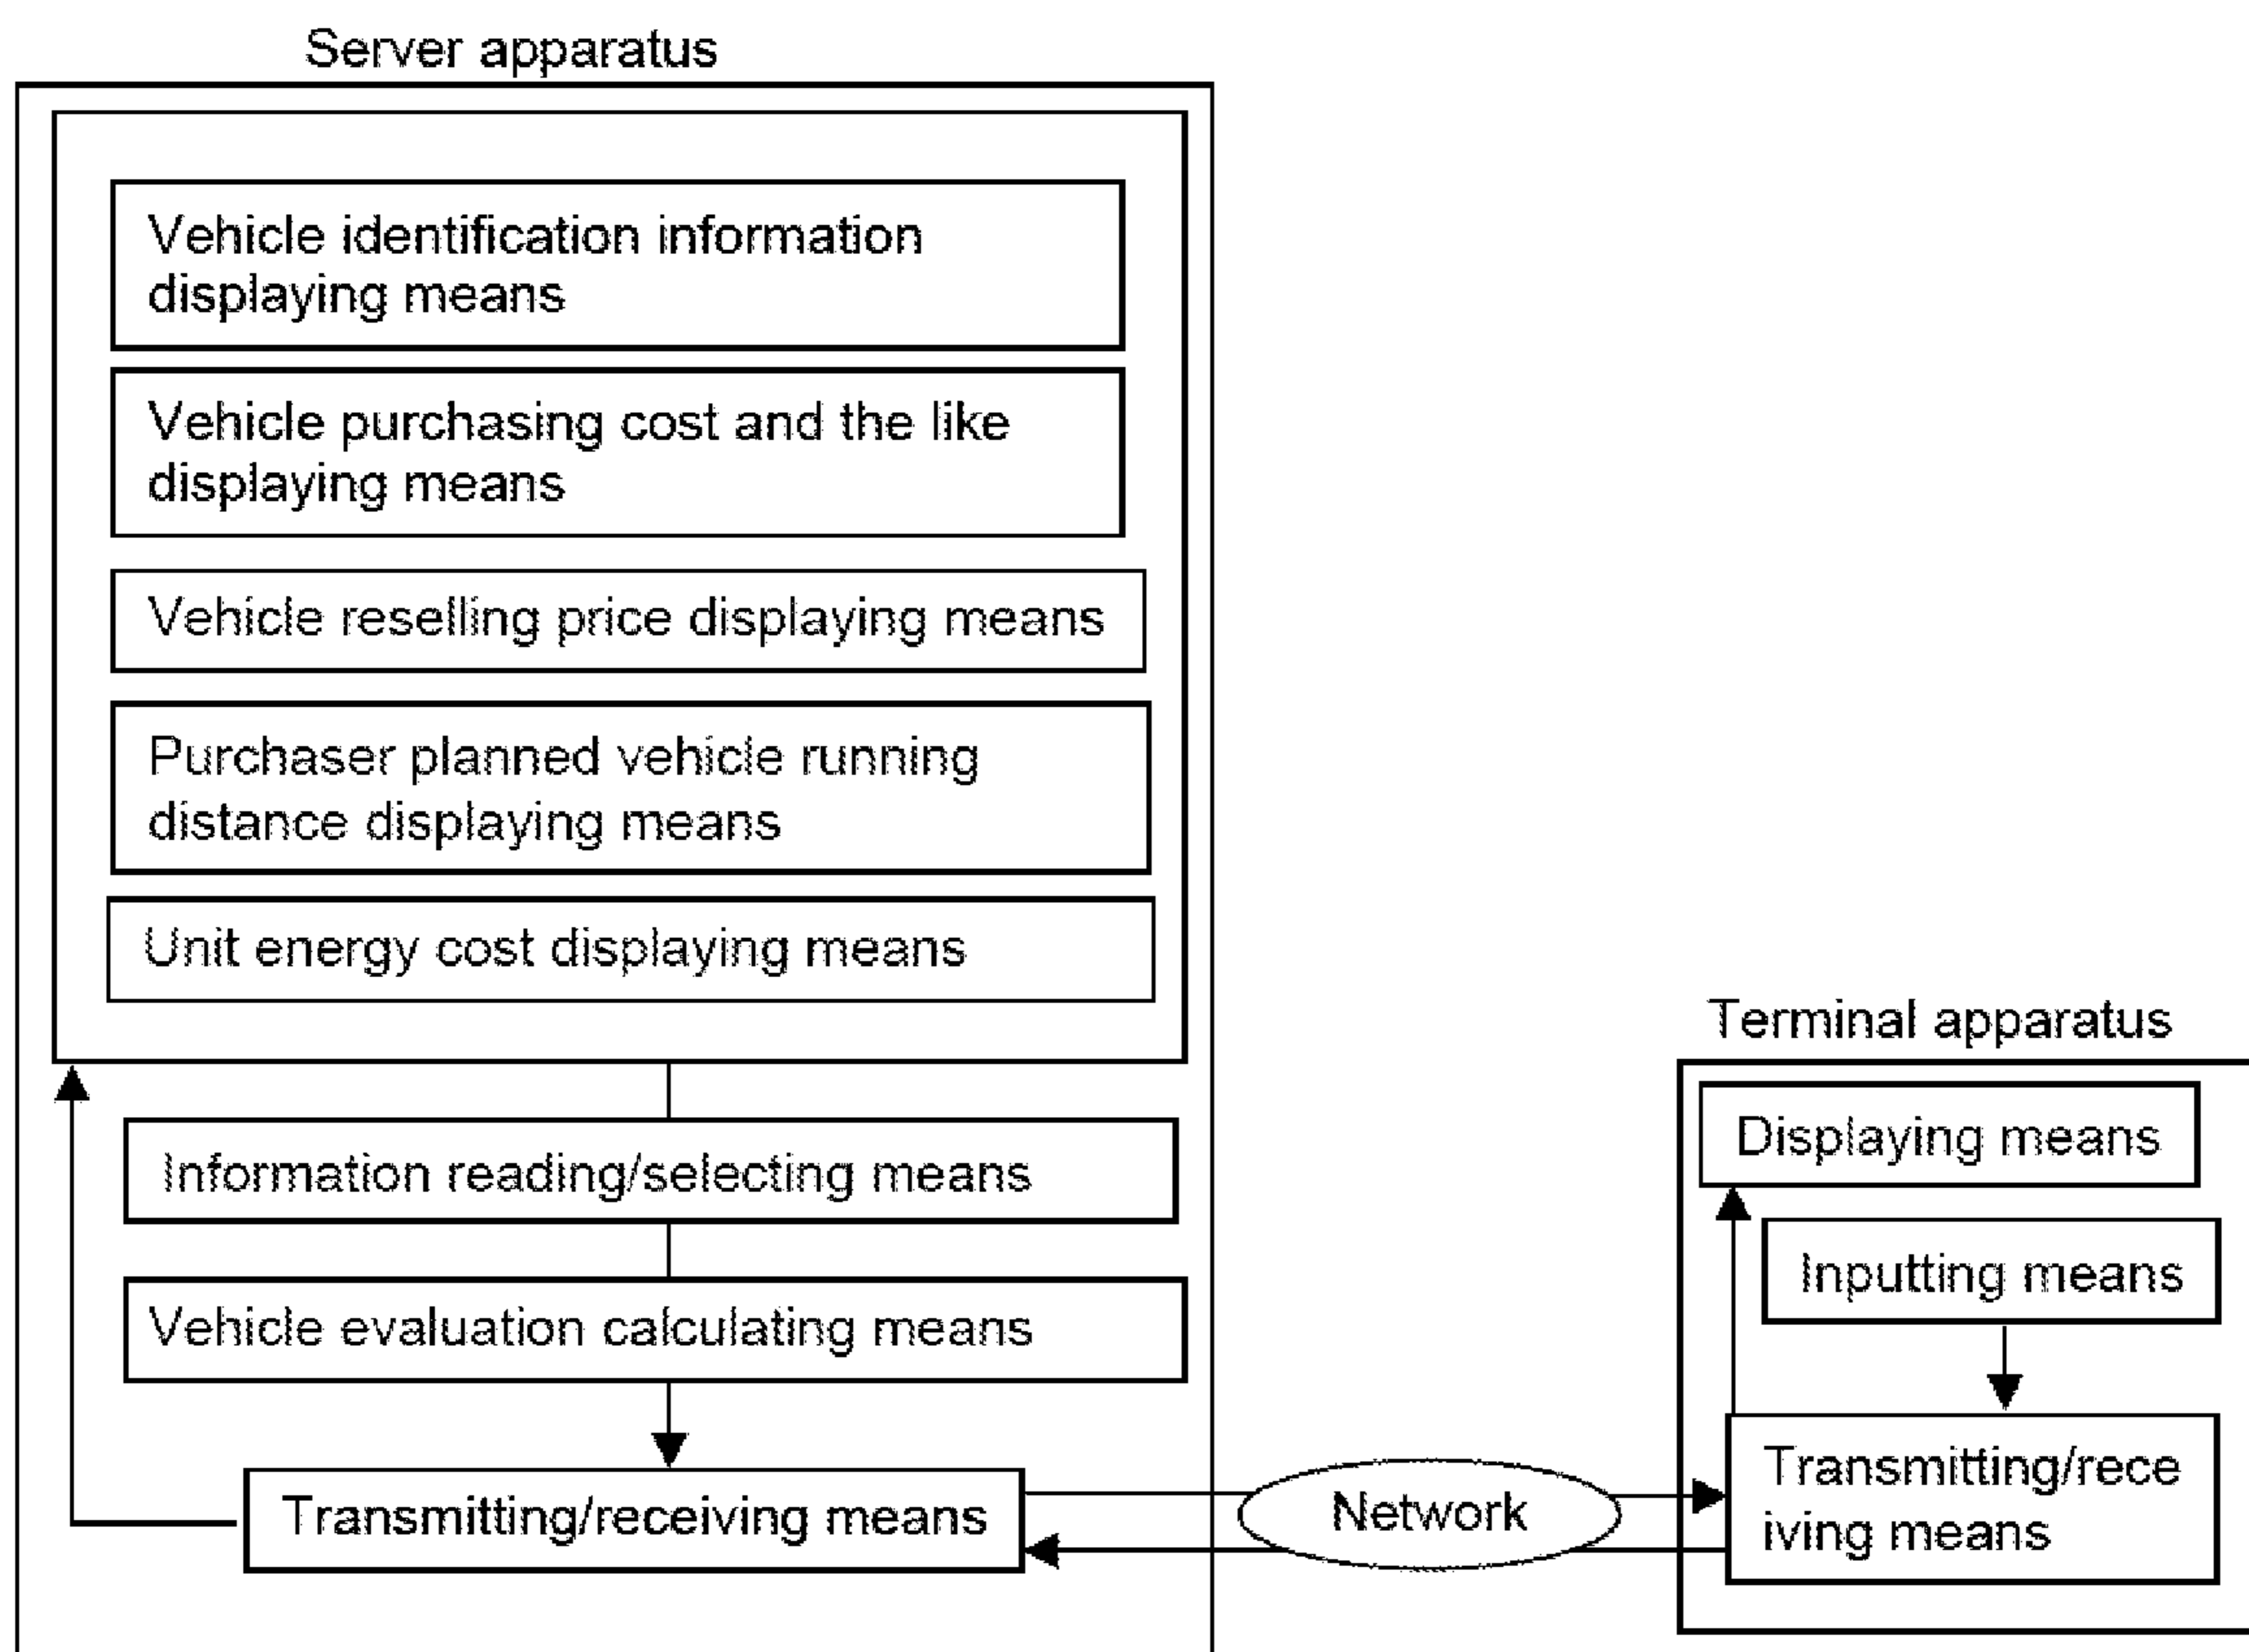 Server apparatus
Vehicle identification information
displaying means
Vehicle purchasing cost and the like
displaying means
Vehicle reselling price displaying means
Purchaser planned vehicle running
distance displaying means
Unit energy cost displaying means
Information reading/selecting means
Vehicle evaluation calculating means
Transmitting/receiving means
Network
Terminal apparatus
Displaying means
Inputting means
Transmitting/rece
iving means